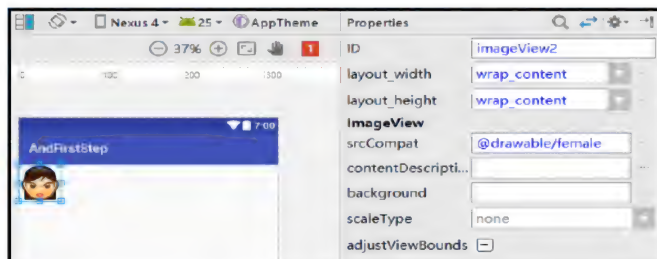 Nexus 4 25 AppTheme
37% 1
0 100 200 300
7:00
AndFirstStep
Properties
ID imageView2
layout_width wrap_content
layout_height wrap_content
ImageView
srcCompat @drawable/female
contentDescripti...
background
scaleType none
adjustViewBounds